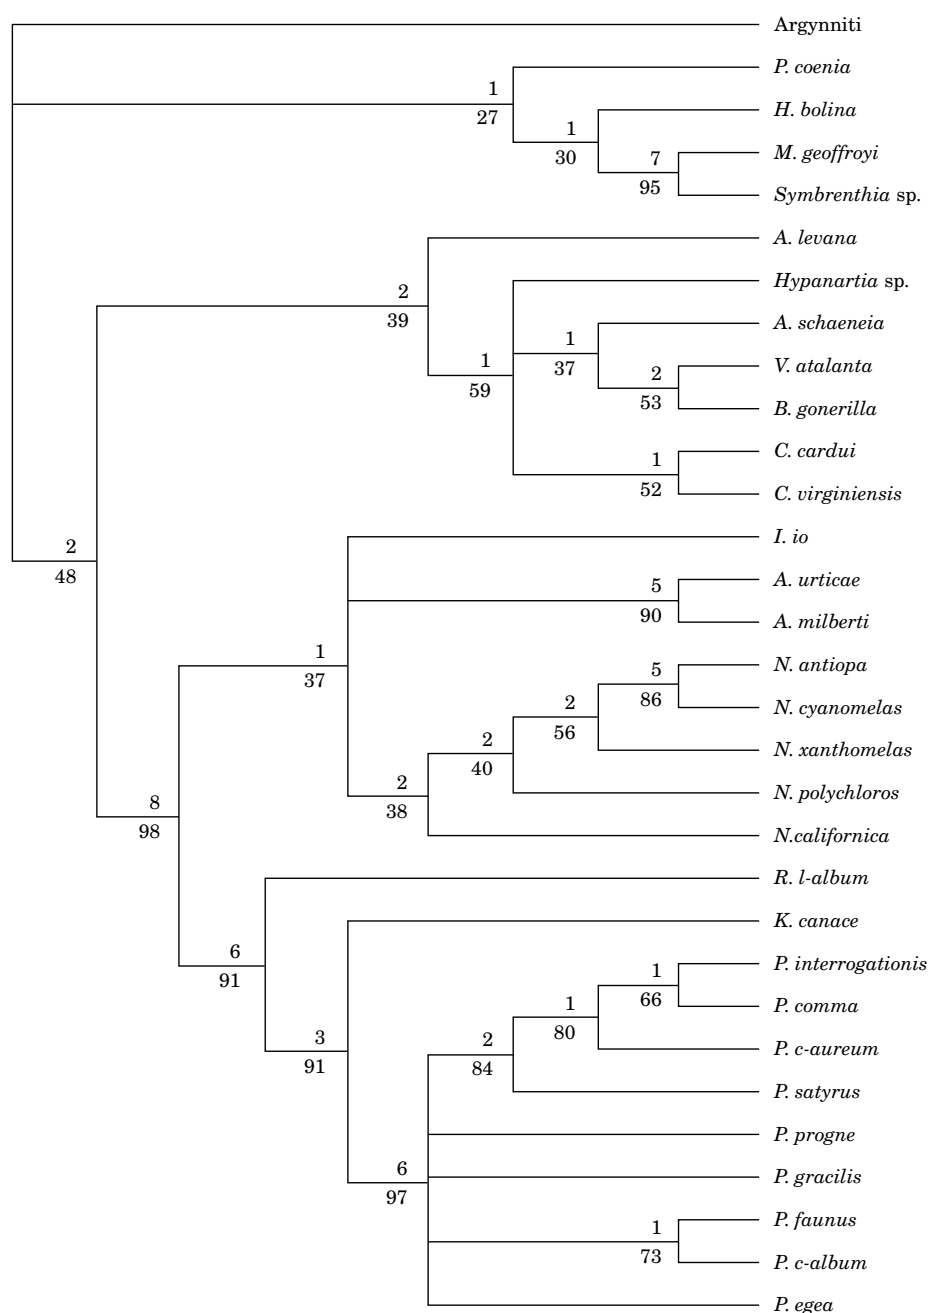 Argynniti
P. coenia
1
27
H. bolina
1
30
M. geoffroyi
7
95
Symbrenthia sp.
A. levana
2
39
Hypanartia sp.
A. schaeneia
1
37
1
59
V. atalanta
2
53
B. gonerilla
C. cardui
1
52
C. virginiensis
I. io
2
48
A. urticae
5
90
A. milberti
1
37
N. antiopa
5
86
N. cyanomelas
2
56
N. xanthomelas
2
40
N. polychloros
2
38
8
98
N.californica
R. l-album
K. canace
6
91
P. interrogationis
1
66
P. comma
1
80
P. c-aureum
3
91
2
84
P. satyrus
P. progne
P. gracilis
6
97
P. faunus
1
73
P. c-album
P. egea